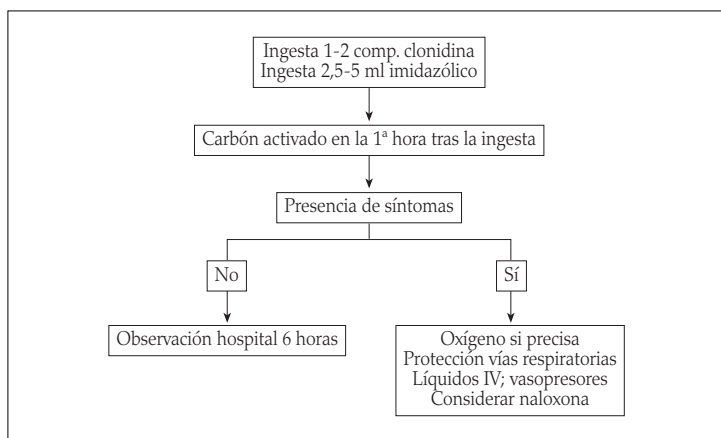 Ingesta 1-2 comp. clonidina
Ingesta 2,5-5 ml imidazólico
Carbón activado en la 1ª hora tras la ingesta
Presencia de síntomas
No
Sí
Observación hospital 6 horas
Oxígeno si precisa
Protección vías respiratorias
Líquidos IV; vasopresores
Considerar naloxona